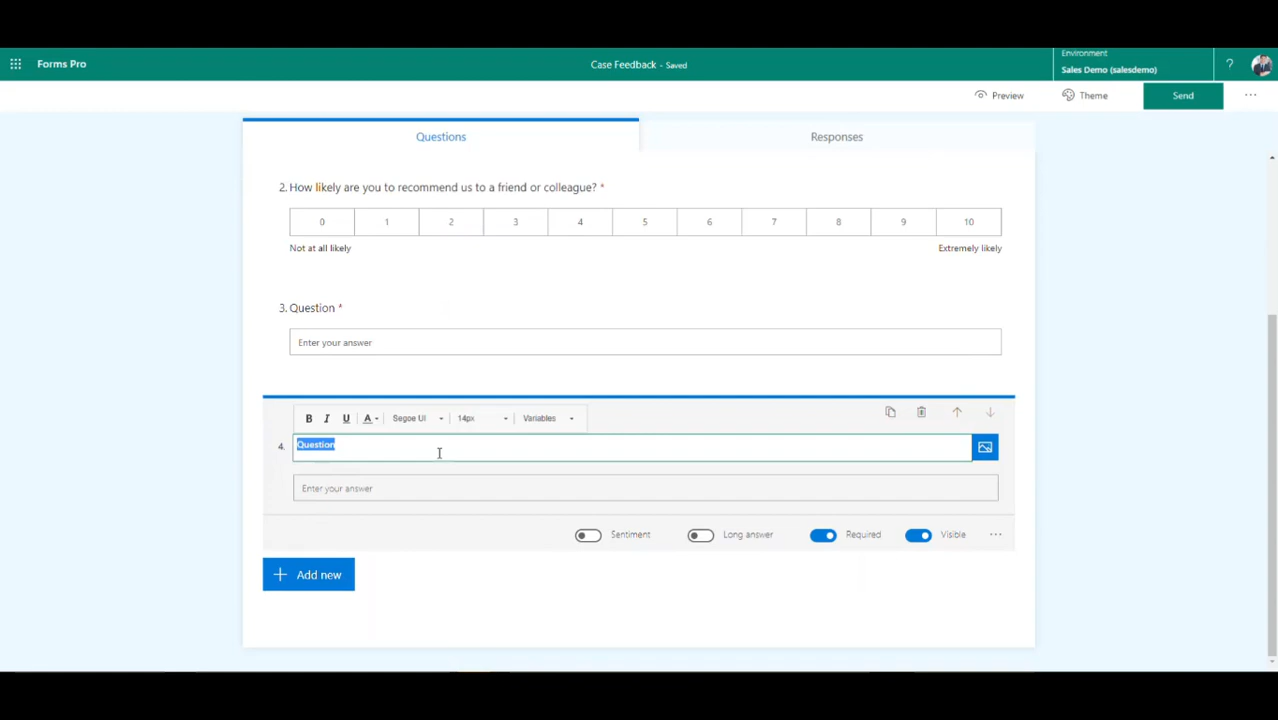 Forms Pro
Case Feedback - Saved
Environment
Sales Demo (salesdemo)
?
Preview
Theme
Send
Questions
Responses
2. How likely are you to recommend us to a friend or colleague? *
0 1 2 3 4 5 6 7 8 9 10
Not at all likely
Extremely likely
3. Question *
Enter your answer
B I U A Segoe UI 14px Variables
4. Question
Enter your answer
Sentiment Long answer Required Visible
+ Add new